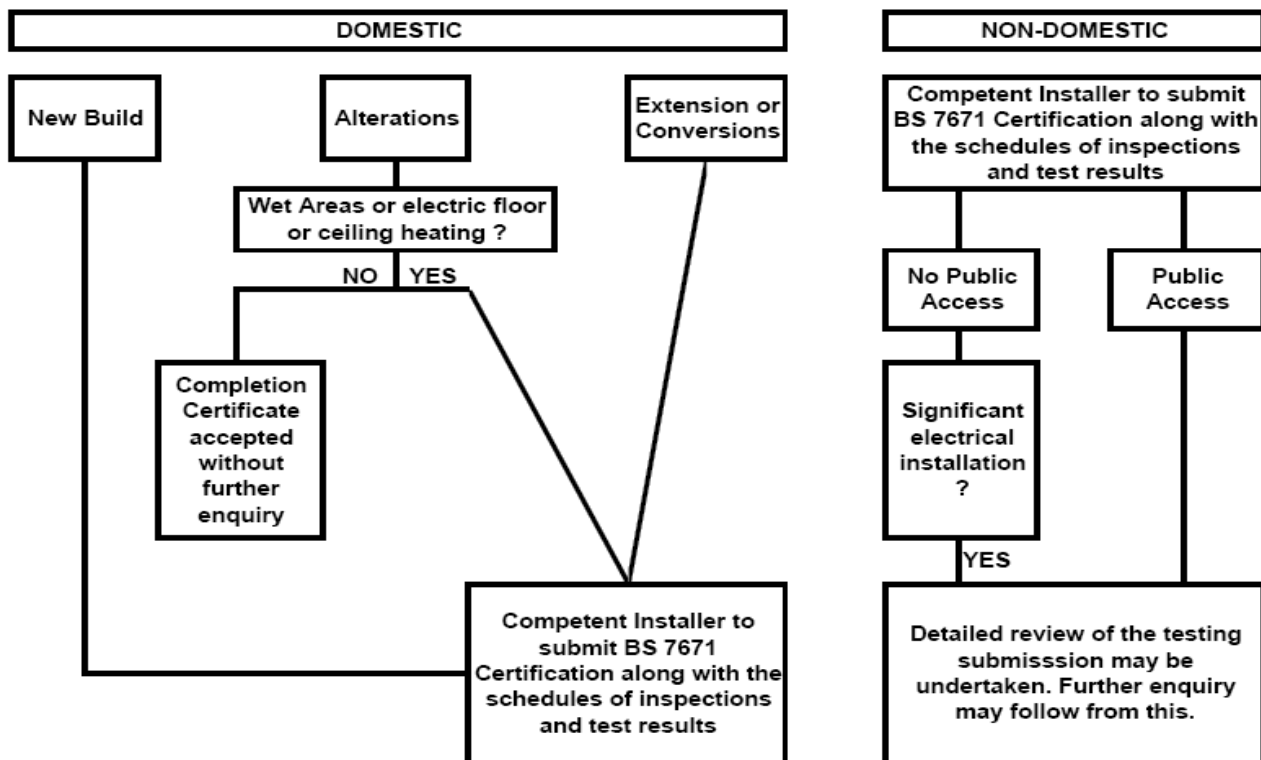 DOMESTIC
New Build
Alterations
Extension or
Conversions
Wet Areas or electric floor
or ceiling heating ?
NO
YES
Completion
Certificate
accepted
without
further
enquiry
Competent Installer to
submit BS 7671
Certification along with the
schedules of inspections
and test results
NON-DOMESTIC
Competent Installer to submit
BS 7671 Certification along with
the schedules of inspections
and test results
No Public
Access
Public
Access
Significant
electrical
installation
?
YES
Detailed review of the testing
submisssion may be
undertaken. Further enquiry
may follow from this.